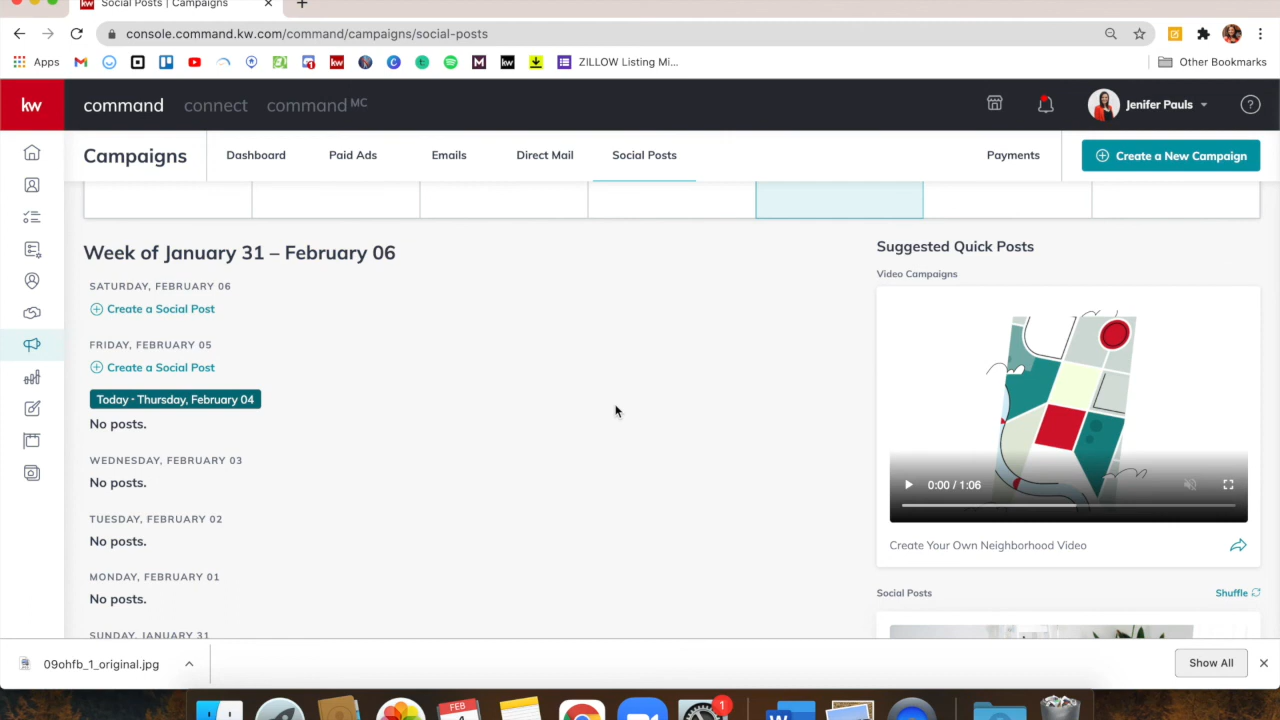 Social Posts | Campaigns
console.command.kw.com/command/campaigns/social-posts
Apps
kw
kw
ZILLOW Listing Mi...
Other Bookmarks
kw
command
connect
command MC
Jenifer Pauls
Campaigns
Dashboard
Paid Ads
Emails
Direct Mail
Social Posts
Payments
Create a New Campaign
Week of January 31 – February 06
SATURDAY, FEBRUARY 06
Create a Social Post
FRIDAY, FEBRUARY 05
Create a Social Post
Today - Thursday, February 04
No posts.
WEDNESDAY, FEBRUARY 03
No posts.
TUESDAY, FEBRUARY 02
No posts.
MONDAY, FEBRUARY 01
No posts.
SUNDAY, JANUARY 31
Suggested Quick Posts
Video Campaigns
0:00 / 1:06
Create Your Own Neighborhood Video
Social Posts
Shuffle
09ohfb_1_original.jpg
Show All
FEB
1
W